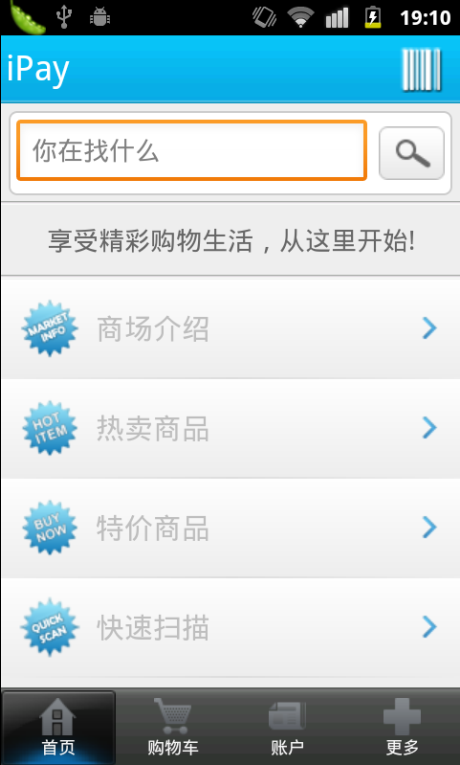 19:10
iPay
你在找什么
享受精彩购物生活，从这里开始!
MARKET
INFO
商场介绍
HOT
ITEM
热卖商品
BUY
NOW
特价商品
QUICK
SCAN
快速扫描
首页
购物车
账户
更多